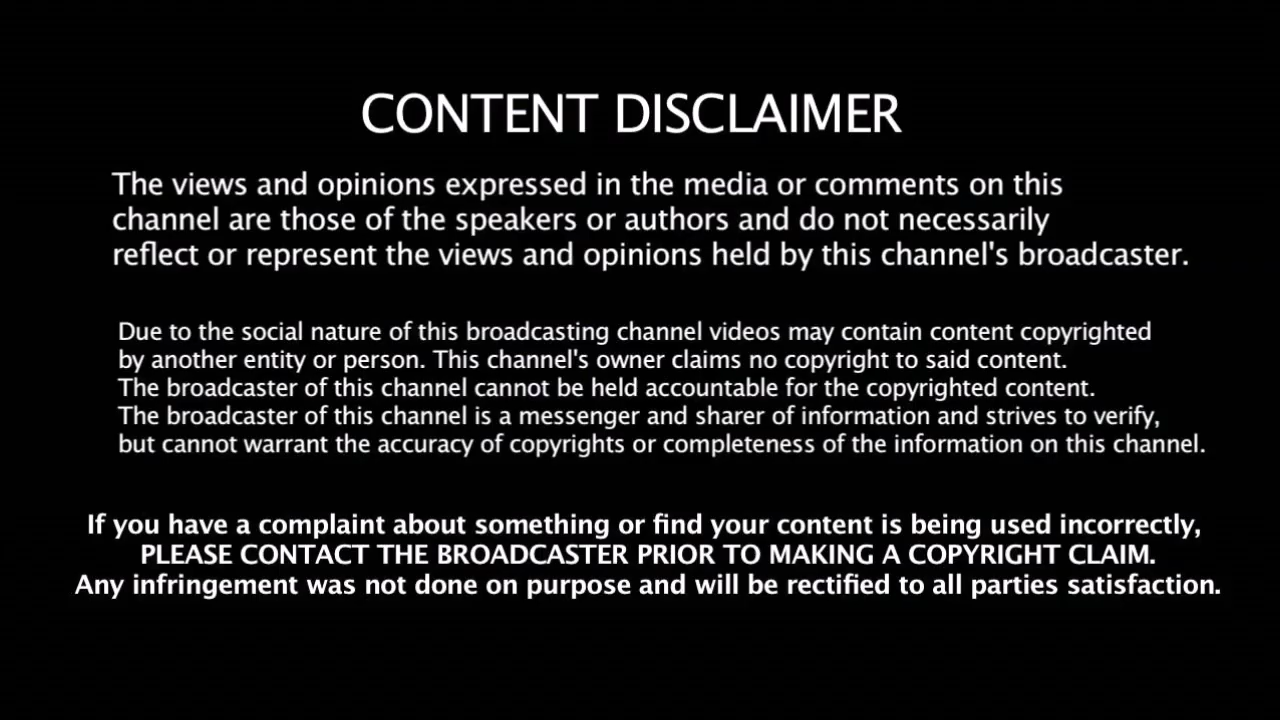 CONTENT DISCLAIMER
The views and opinions expressed in the media or comments on this
channel are those of the speakers or authors and do not necessarily
reflect or represent the views and opinions held by this channel's broadcaster.
Due to the social nature of this broadcasting channel videos may contain content copyrighted
by another entity or person. This channel's owner claims no copyright to said content.
The broadcaster of this channel cannot be held accountable for the copyrighted content.
The broadcaster of this channel is a messenger and sharer of information and strives to verify,
but cannot warrant the accuracy of copyrights or completeness of the information on this channel.
If you have a complaint about something or find your content is being used incorrectly,
PLEASE CONTACT THE BROADCASTER PRIOR TO MAKING A COPYRIGHT CLAIM.
Any infringement was not done on purpose and will be rectified to all parties satisfaction.